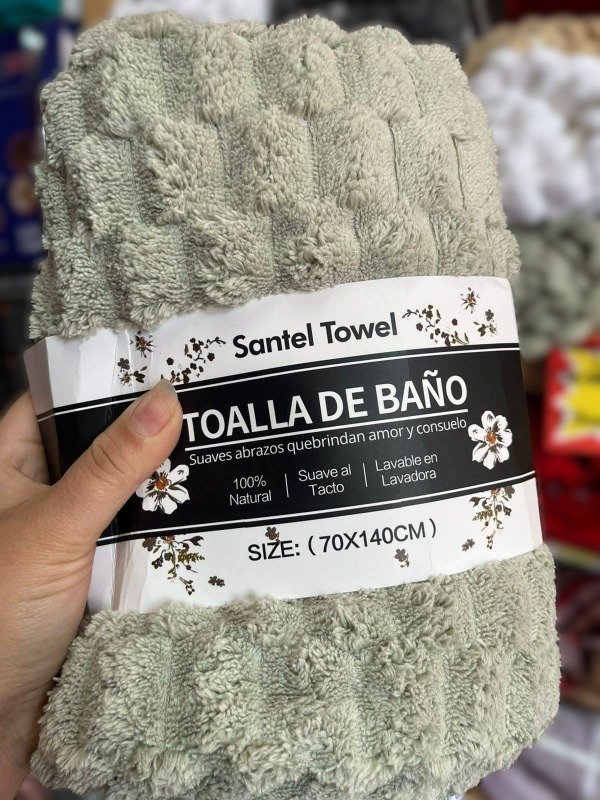 Santel Towel
TOALLA DE BAÑO
Suaves abrazos quebrindan amor y consuelo
100%
Natural
Suave al
Tacto
Lavable en
Lavadora
SIZE: ( 70X140CM )